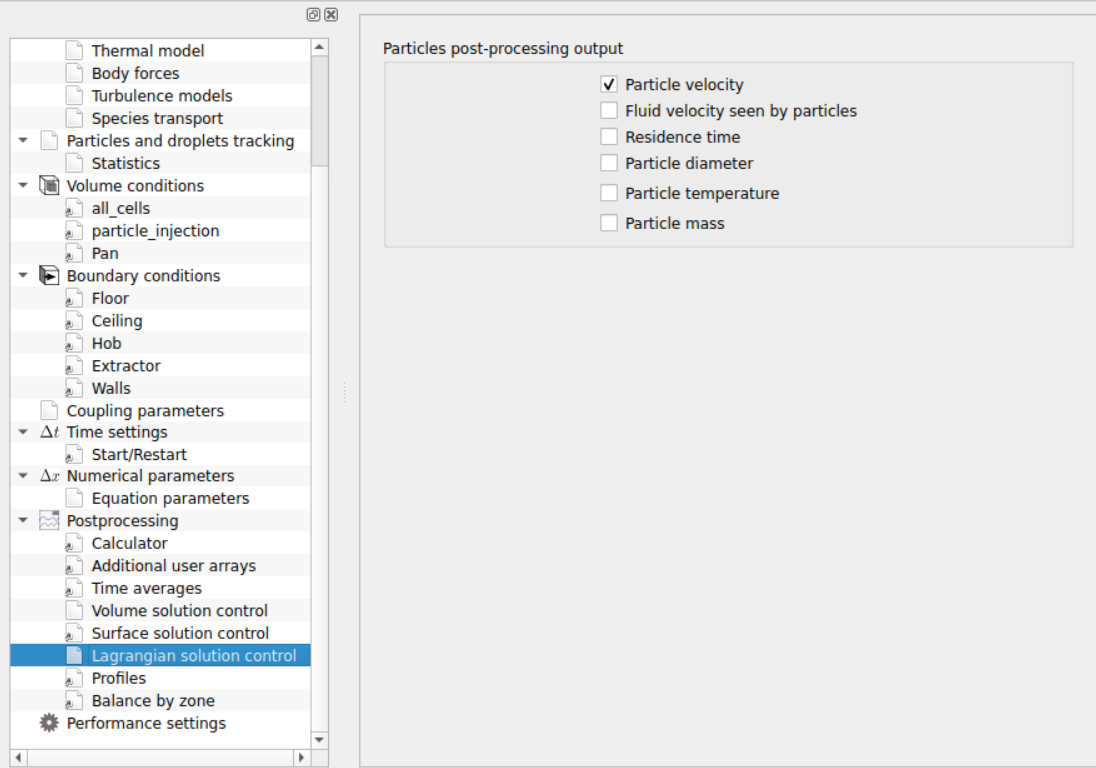 Thermal model
Body forces
Turbulence models
Species transport
Particles and droplets tracking
Statistics
Volume conditions
all_cells
particle_injection
Pan
Boundary conditions
Floor
Ceiling
Hob
Extractor
Walls
Coupling parameters
Δt Time settings
Start/Restart
Δx Numerical parameters
Equation parameters
Postprocessing
Calculator
Additional user arrays
Time averages
Volume solution control
Surface solution control
Lagrangian solution control
Profiles
Balance by zone
Performance settings
Particles post-processing output
Particle velocity
Fluid velocity seen by particles
Residence time
Particle diameter
Particle temperature
Particle mass